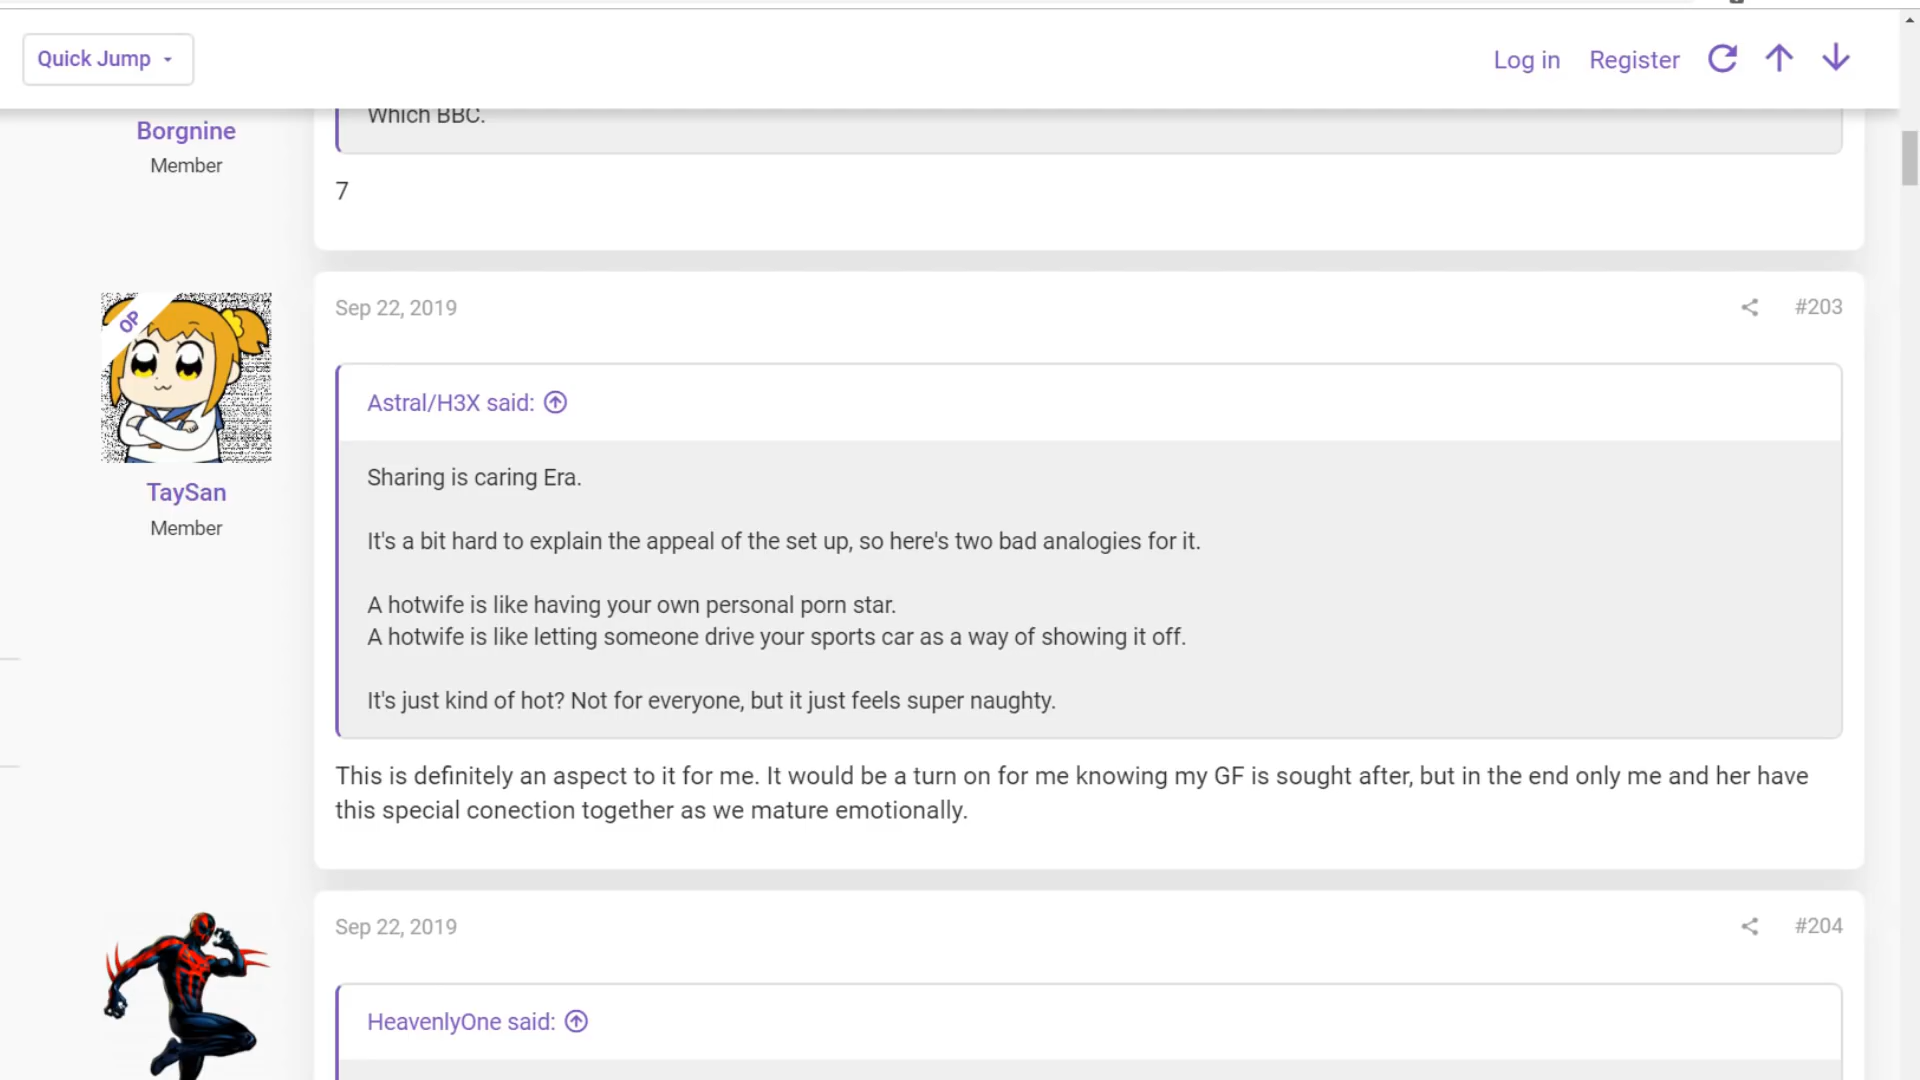 Quick Jump
Log in
Register
Which BBC.
Borgnine
Member
7
Sep 22, 2019
#203
OP
TaySan
Member
Astral/H3X said:
Sharing is caring Era.
It's a bit hard to explain the appeal of the set up, so here's two bad analogies for it.
A hotwife is like having your own personal porn star.
A hotwife is like letting someone drive your sports car as a way of showing it off.
It's just kind of hot? Not for everyone, but it just feels super naughty.
This is definitely an aspect to it for me. It would be a turn on for me knowing my GF is sought after, but in the end only me and her have
this special conection together as we mature emotionally.
Sep 22, 2019
#204
HeavenlyOne said: